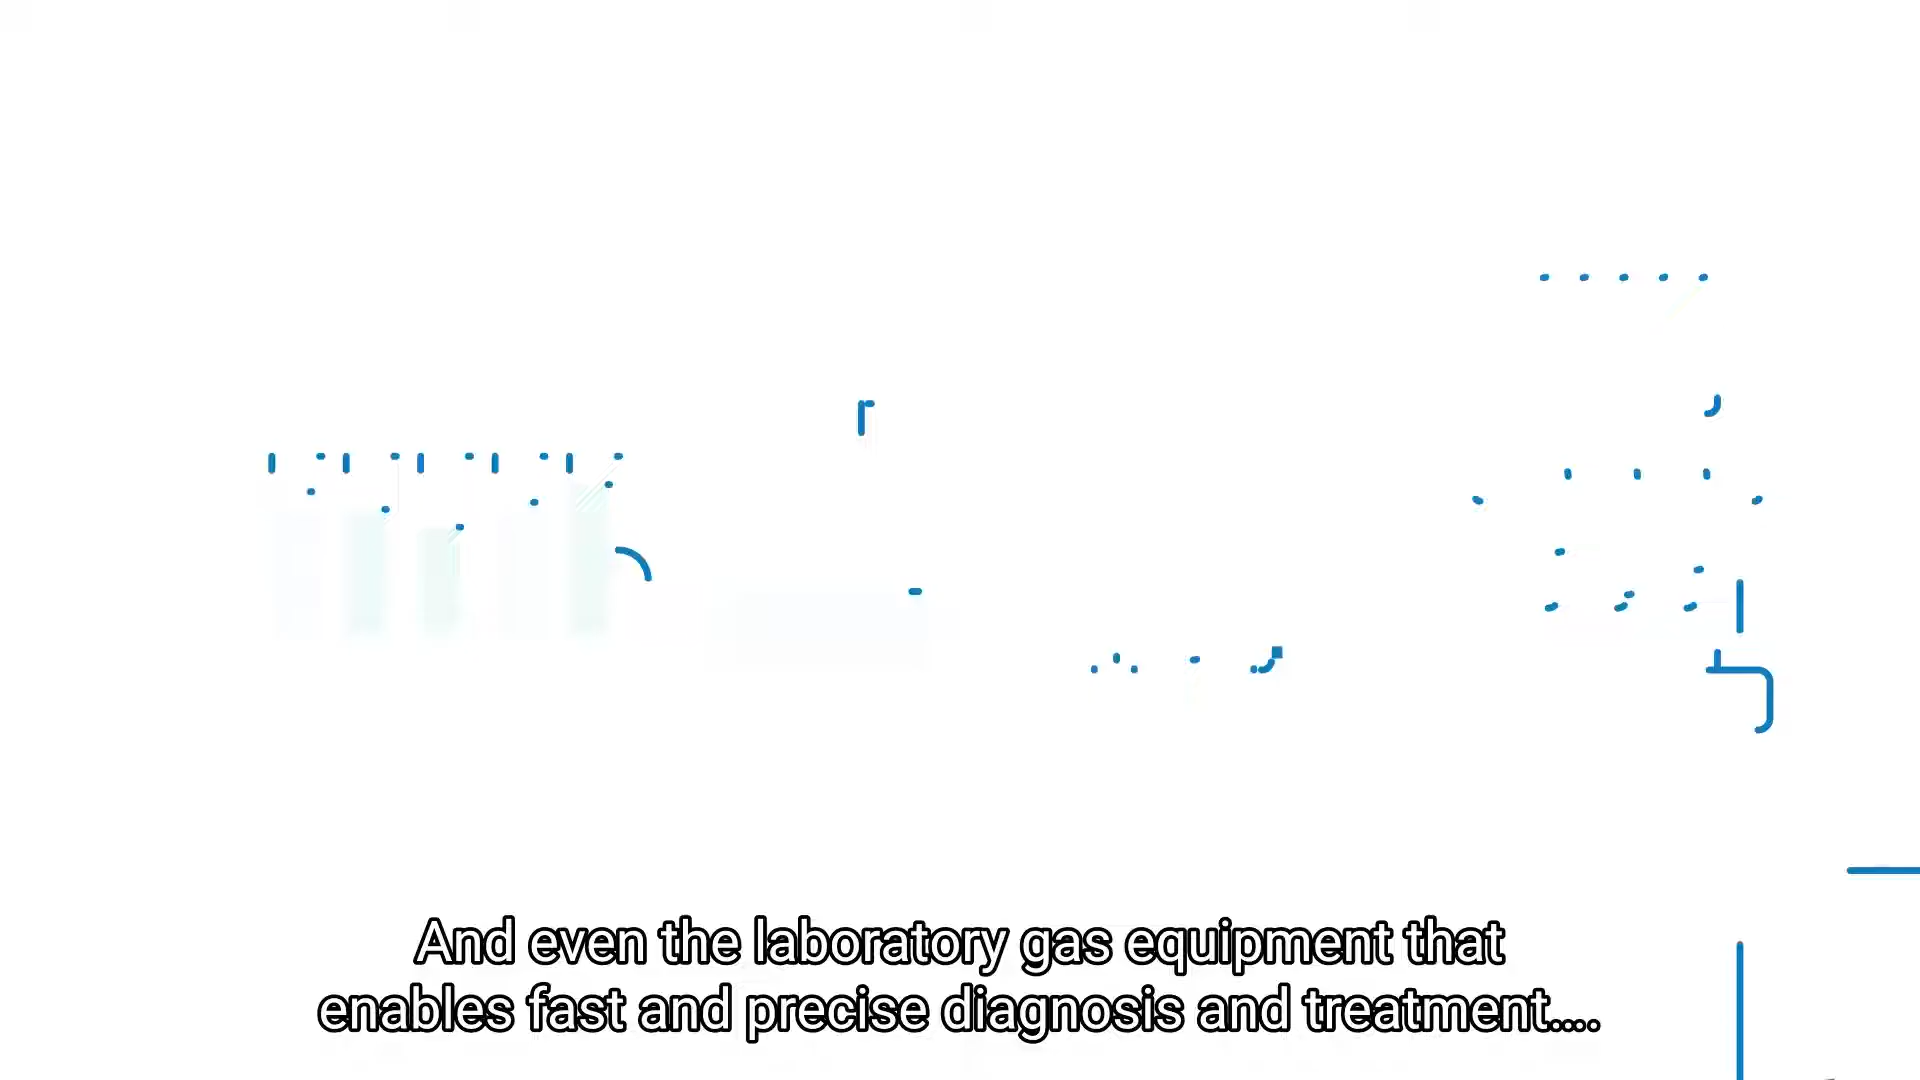 And even the laboratory gas equipment that
enables fast and precise diagnosis and treatment....